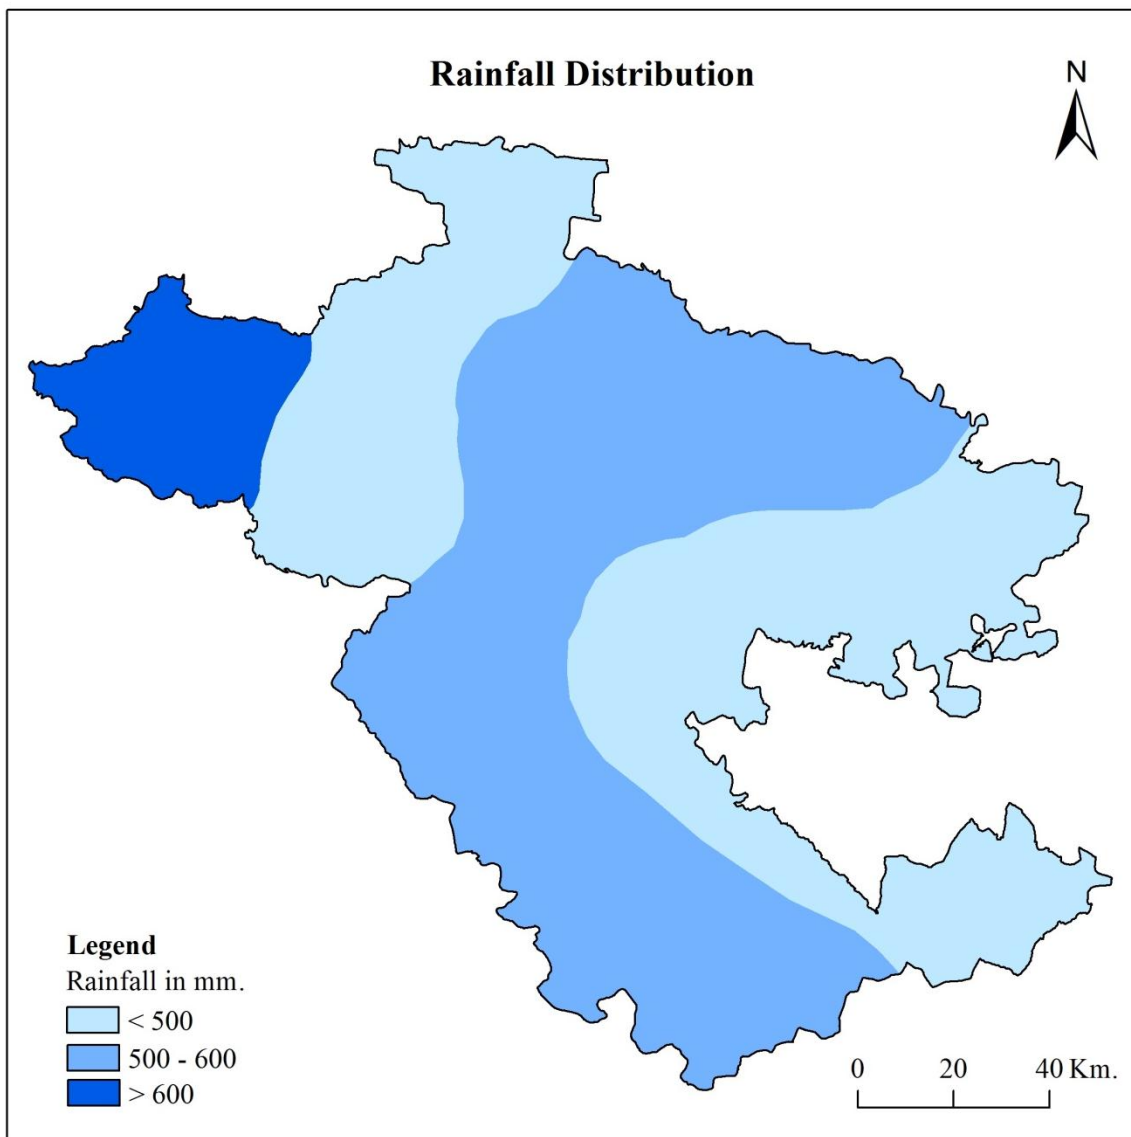 Rainfall Distribution
N
Legend
Rainfall in mm.
< 500
500 - 600
> 600
0 20 40 Km.